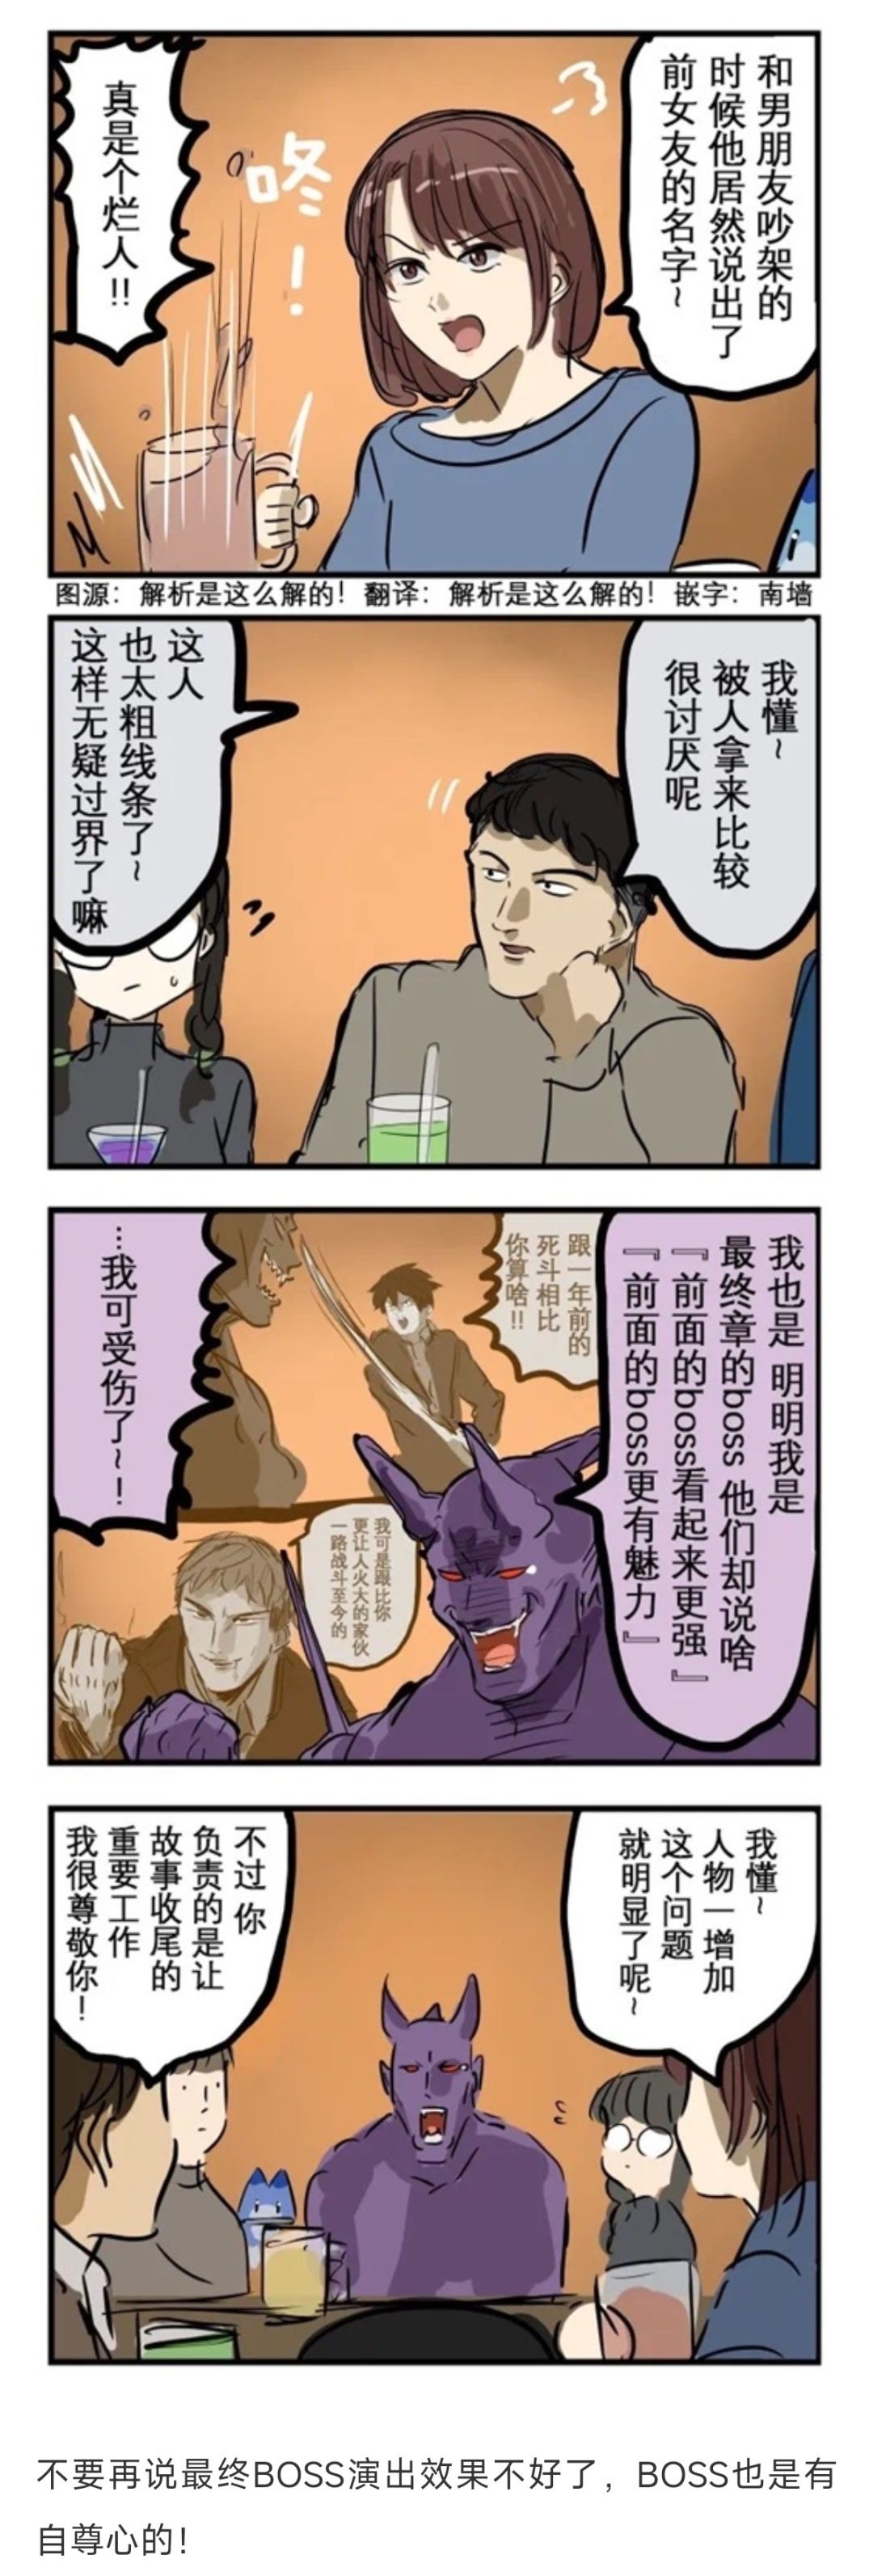 和男朋友吵架的
时候他居然说出了
前女友的名字~
咚！
真是个烂人!!
图源：解析是这么解的！翻译：解析是这么解的！嵌字：南墙
我懂~
被人拿来比较
很讨厌呢
这人
也太粗线条了~
这样无疑过界了嘛
我也是 明明我是
最终章的boss 他们却说啥
『前面的boss看起来更强』
『前面的boss更有魅力』
跟一年前的
死斗相比
你算啥!!
我可是跟比你
更让人火大的家伙
一路战斗至今的
…我可受伤了~！
我懂~
人物一增加
这个问题
就明显了呢~
不过 你
负责的是让
故事收尾的
重要工作
我很尊敬你！
不要再说最终BOSS演出效果不好了，BOSS也是有
自尊心的！